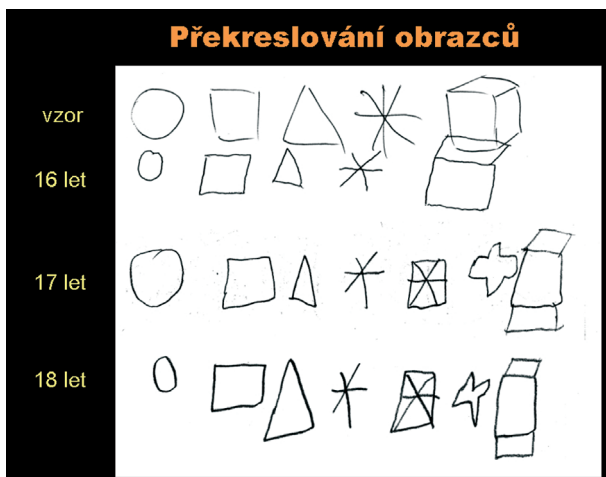 Překreslování obrazců
vzor
16 let
17 let
18 let